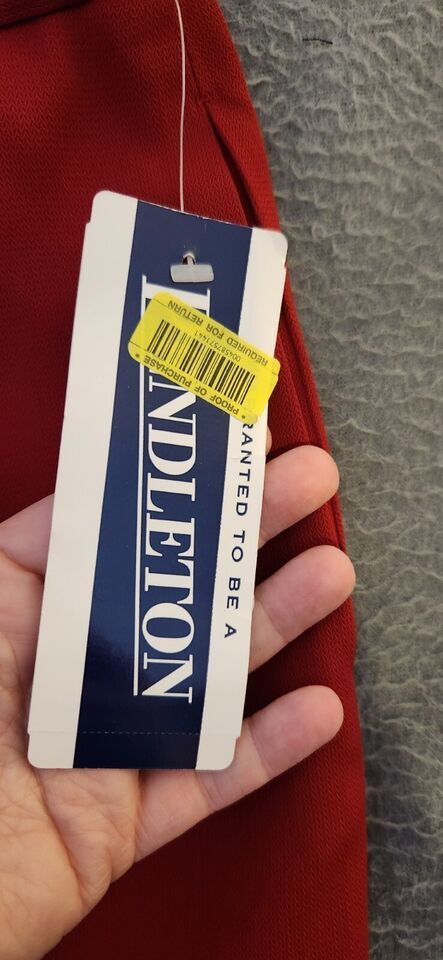 NDLETON
RANTED TO BE A
* PROOF OF PURCHASE *
REQUIRED FOR RETURN